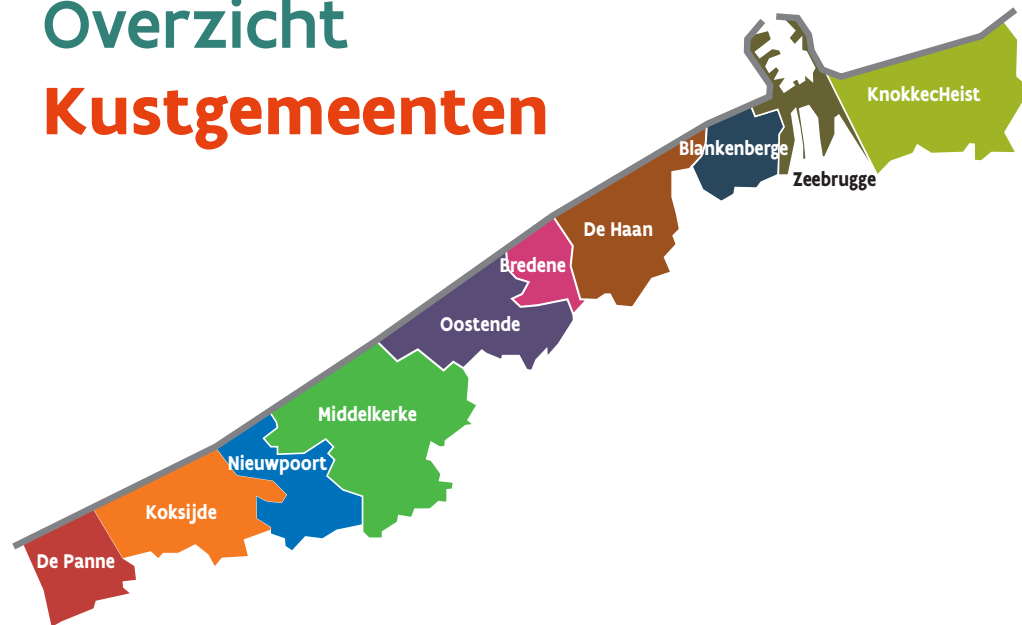 Overzicht
Kustgemeenten
KnokkecHeist
Blankenberge
Zeebrugge
De Haan
Bredene
Oostende
Middelkerke
Nieuwpoort
Koksijde
De Panne